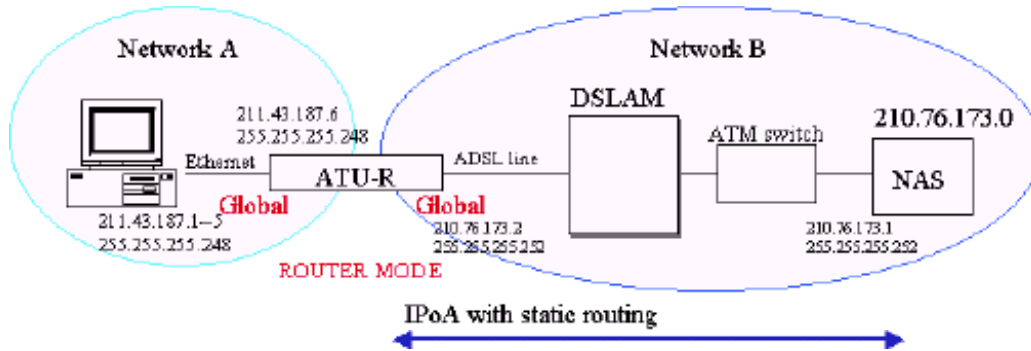 Network A
Network B
DSLAM
211.43.187.6
255.255.255.248
210.76.173.0
ATM switch
Ethernet
ADSL line
ATU-R
NAS
Global
Global
211.43.187.1--5
255.255.255.248
210.76.173.2
255.255.255.252
210.76.173.1
255.255.255.252
ROUTER MODE
IPoA with static routing